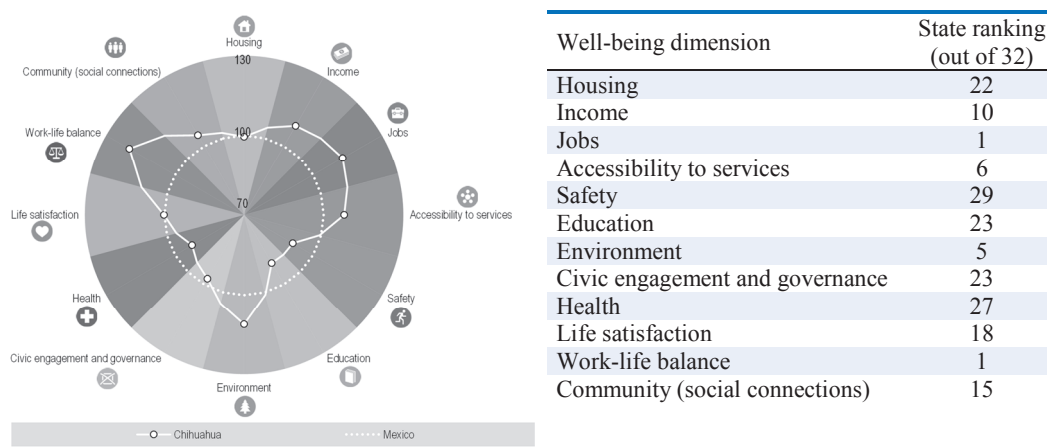 Housing
130
Income
Community (social connections)
Jobs
Work-life balance
100
Life satisfaction
70
Accessibility to services
Health
Safety
Civic engagement and governance
Education
Environment
Chihuahua
Mexico
Well-being dimension State ranking
(out of 32)
Housing 22
Income 10
Jobs 1
Accessibility to services 6
Safety 29
Education 23
Environment 5
Civic engagement and governance 23
Health 27
Life satisfaction 18
Work-life balance 1
Community (social connections) 15